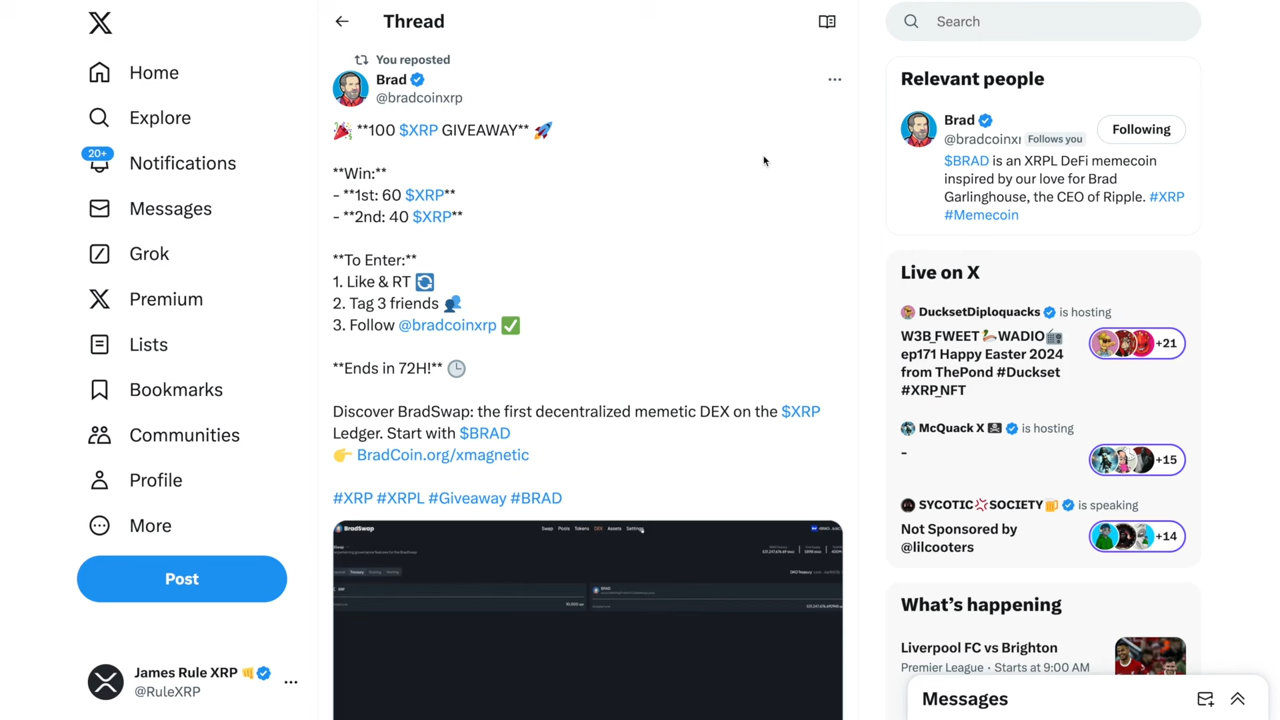 Home
Explore
20+
Notifications
Messages
Grok
Premium
Lists
Bookmarks
Communities
Profile
More
Post
James Rule XRP
@RuleXRP
Thread
You reposted
Brad
@bradcoinxrp
**100 $XRP GIVEAWAY**
**Win:**
- **1st: 60 $XRP**
- **2nd: 40 $XRP**
**To Enter:**
1. Like & RT
2. Tag 3 friends
3. Follow @bradcoinxrp
**Ends in 72H!**
Discover BradSwap: the first decentralized memetic DEX on the $XRP
Ledger. Start with $BRAD
BradCoin.org/xmagnetic
#XRP #XRPL #Giveaway #BRAD
BradSwap
Swap Pools Tokens DEX Assets Settings
Search
Relevant people
Brad
@bradcoinxr Follows you
Following
$BRAD is an XRPL DeFi memecoin
inspired by our love for Brad
Garlinghouse, the CEO of Ripple. #XRP
#Memecoin
Live on X
DucksetDiploquacks is hosting
W3B_FWEET WADIO
ep171 Happy Easter 2024
from ThePond #Duckset
#XRP_NFT
+21
McQuack X is hosting
-
+15
SYCOTIC SOCIETY is speaking
Not Sponsored by
@lilcooters
+14
What's happening
Liverpool FC vs Brighton
Premier League · Starts at 9:00 AM
Messages